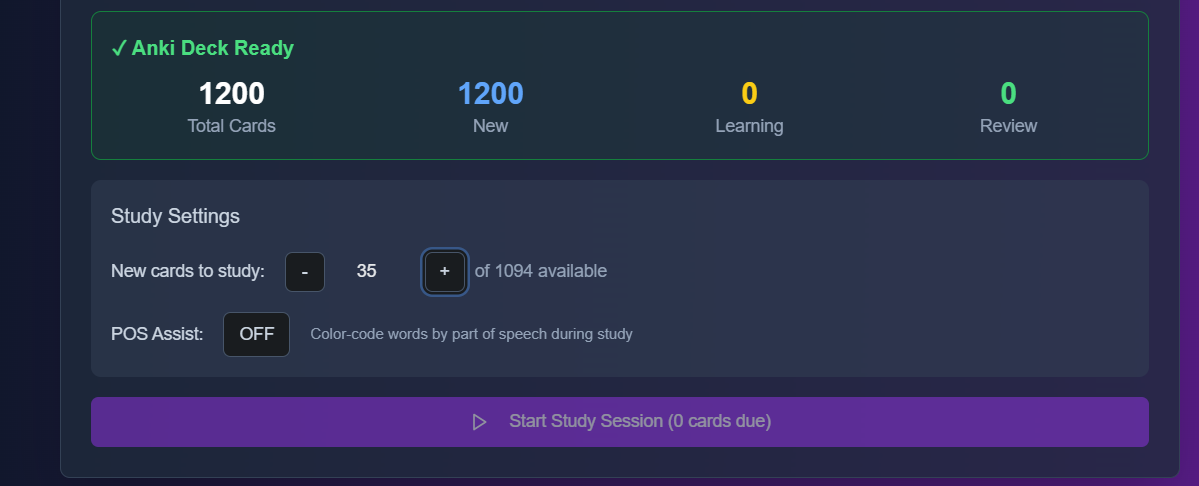 ✓ Anki Deck Ready
1200 1200 0 0
Total Cards New Learning Review
Study Settings
New cards to study: - 35 + of 1094 available
POS Assist: OFF Color-code words by part of speech during study
Start Study Session (0 cards due)